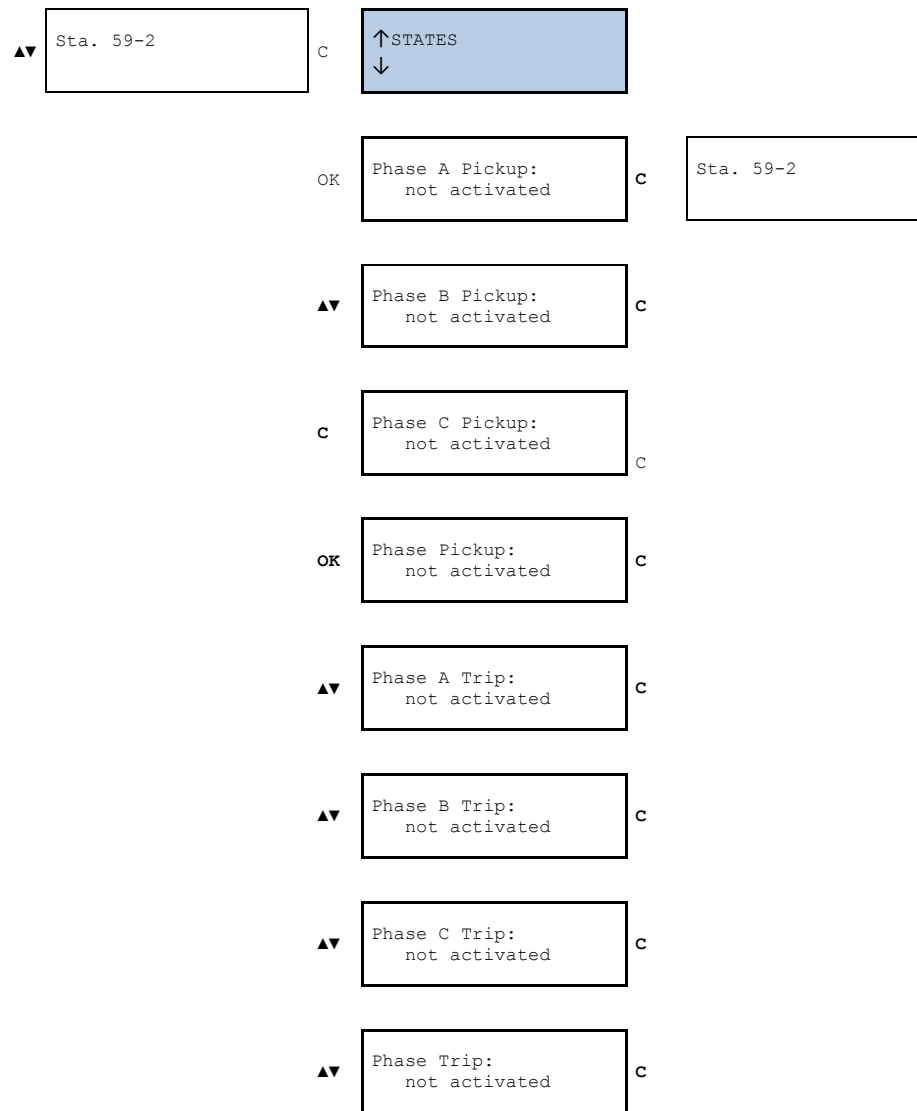 ▲▼ Sta. 59-2 C ↑STATES
↓
OK Phase A Pickup: C Sta. 59-2
not activated
▲▼ Phase B Pickup: C
not activated
C Phase C Pickup:
not activated C
OK Phase Pickup: C
not activated
▲▼ Phase A Trip: C
not activated
▲▼ Phase B Trip: C
not activated
▲▼ Phase C Trip: C
not activated
▲▼ Phase Trip: C
not activated